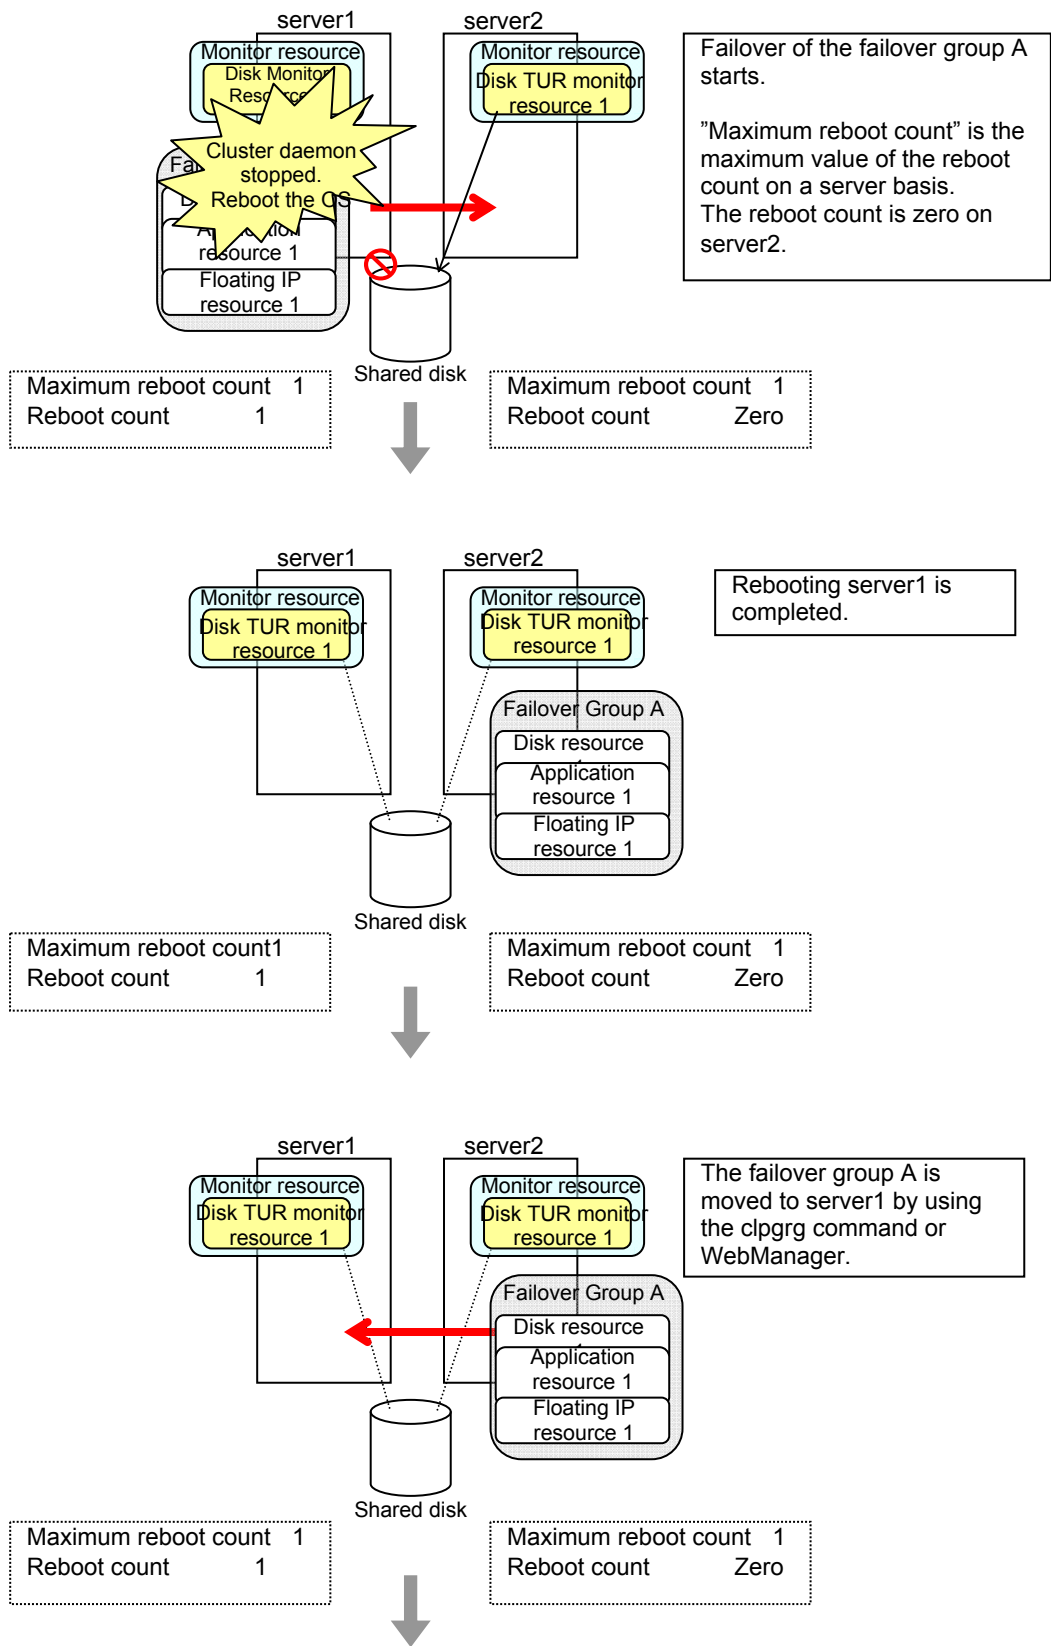 server1
server2
Monitor resource
Disk Monitor
Monitor resource
Disk TUR monitor
resource 1
Cluster daemon
stopped.
Reboot the OS
resource 1
Floating IP
resource 1
Shared disk
Failover of the failover group A
starts.
”Maximum reboot count” is the
maximum value of the reboot
count on a server basis.
The reboot count is zero on
server2.
Maximum reboot count 1
Reboot count 1
Maximum reboot count 1
Reboot count Zero
server1
server2
Monitor resource
Disk TUR monitor
resource 1
Monitor resource
Disk TUR monitor
resource 1
Failover Group A
Disk resource
Application
resource 1
Floating IP
resource 1
Shared disk
Rebooting server1 is
completed.
Maximum reboot count1
Reboot count 1
Maximum reboot count 1
Reboot count Zero
server1
server2
Monitor resource
Disk TUR monitor
resource 1
Monitor resource
Disk TUR monitor
resource 1
Failover Group A
Disk resource
Application
resource 1
Floating IP
resource 1
Shared disk
The failover group A is
moved to server1 by using
the clpgrg command or
WebManager.
Maximum reboot count 1
Reboot count 1
Maximum reboot count 1
Reboot count Zero